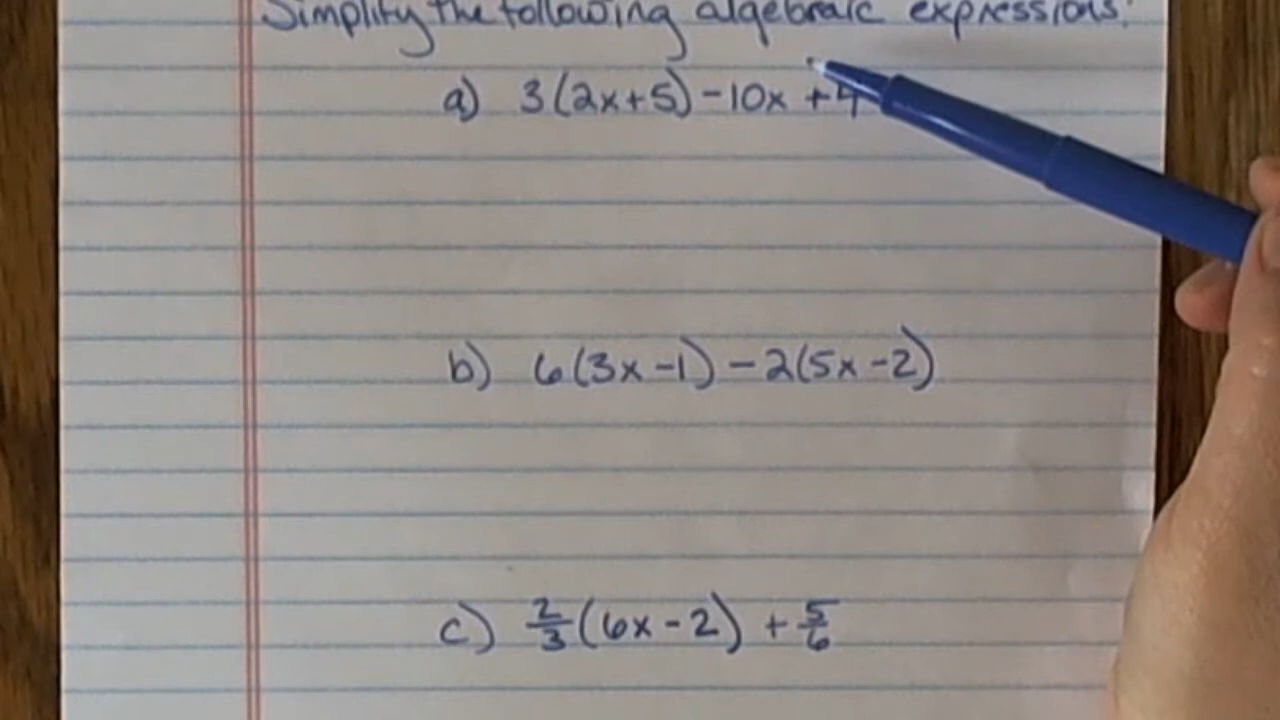 Simplify the following algebraic expressions:
a) 3(2x+5)-10x +4
b) 6(3x-1)-2(5x-2)
c) 2/3(6x-2) + 5/6